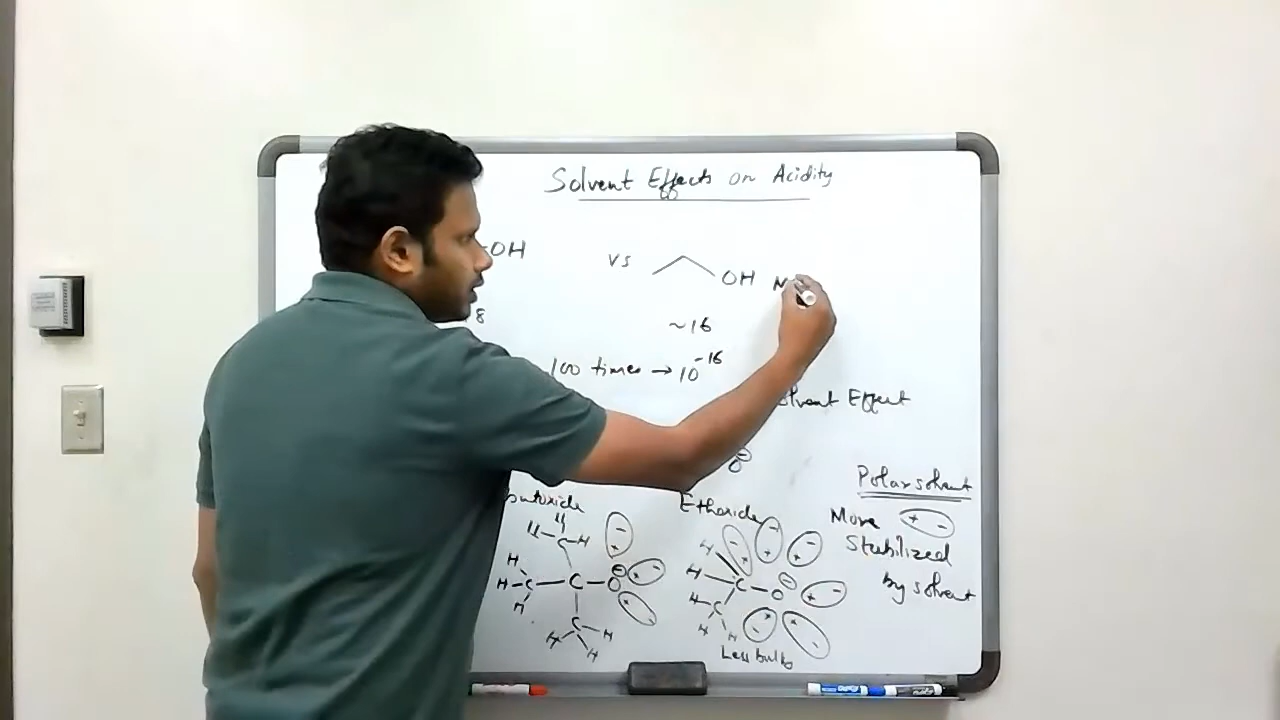 Solvent Effects on Acidity
-OH vs OH
8 ~16
100 times → 10^-16
Solvent Effect
O⊖
Polar solvent
butoxide Ethoxide More + -
Stabilized
by solvent
H-C-H
H
H-C-C-O⊖
H
C
H H
H
H
H
C-O⊖
H-C
H H
Less bulky